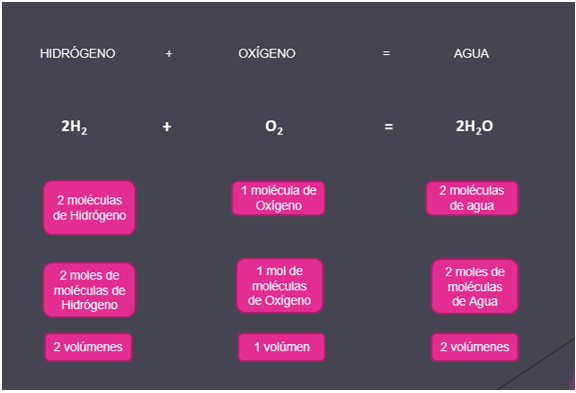 HIDRÓGENO + OXÍGENO = AGUA
2H₂ + O₂ = 2H₂O
2 moléculas
de Hidrógeno
1 molécula de
Oxígeno
2 moléculas
de agua
2 moles de
moléculas de
Hidrógeno
1 mol de
moléculas
de Oxígeno
2 moles de
moléculas
de Agua
2 volúmenes
1 volúmen
2 volúmenes